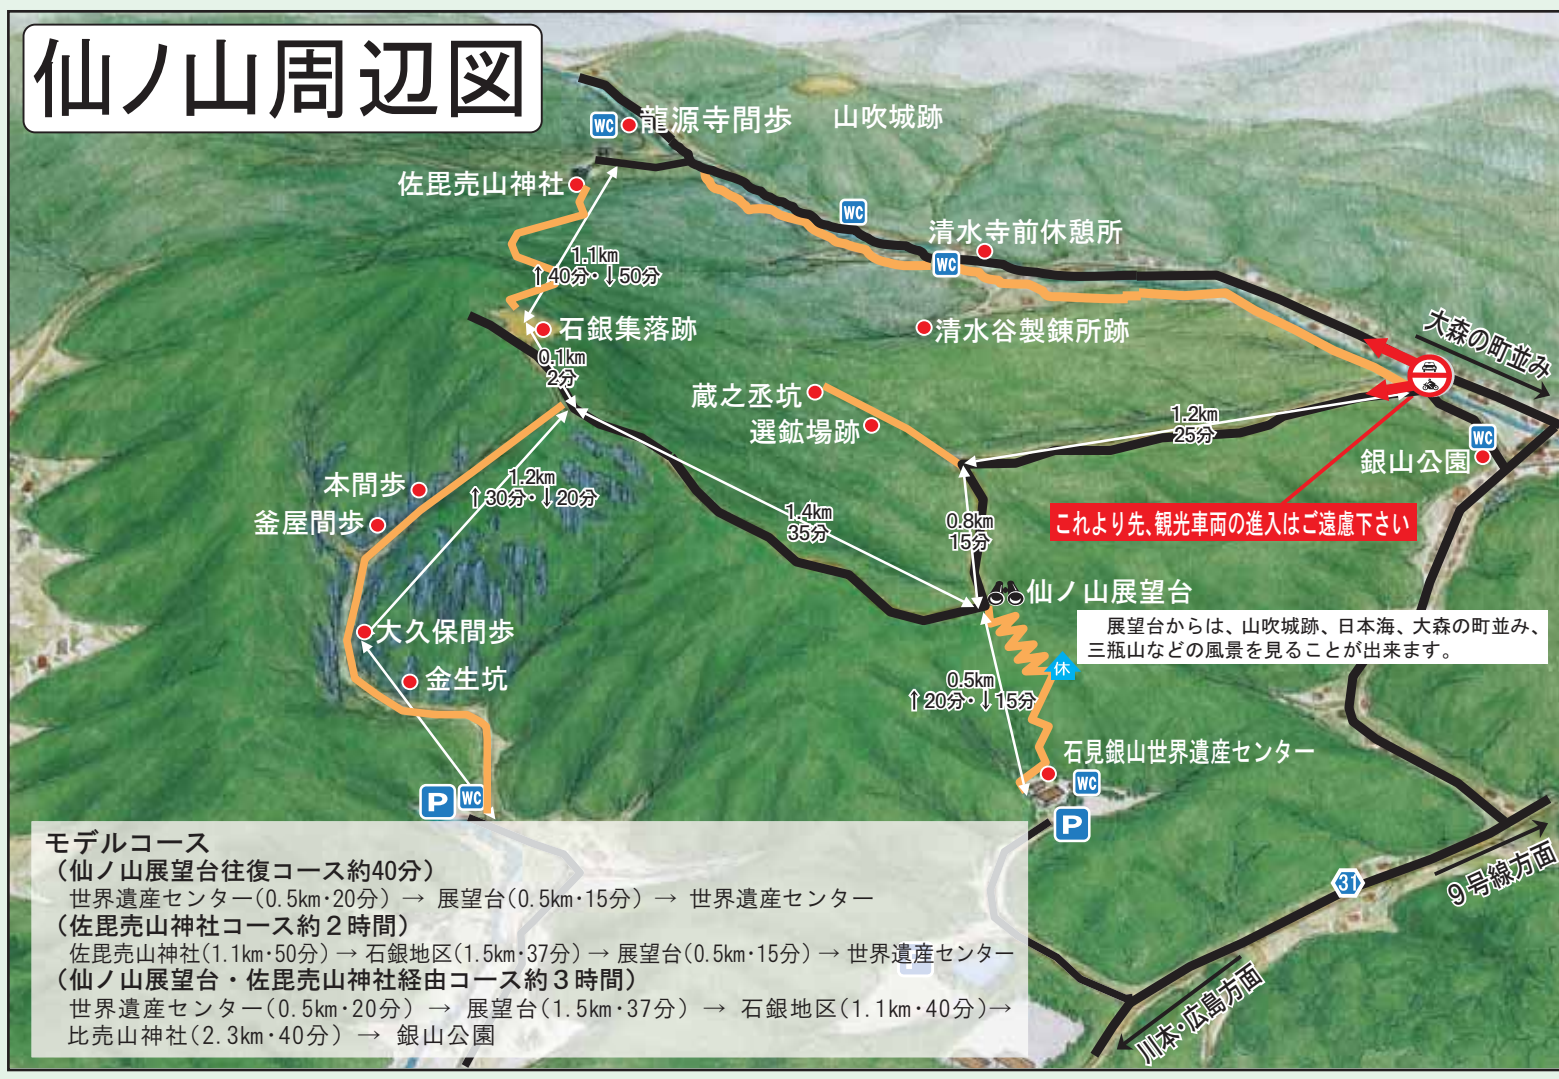 仙ノ山周辺図
WC
龍源寺間歩
山吹城跡
佐毘売山神社
WC
清水寺前休憩所
WC
1.1km
↑40分・↓50分
石銀集落跡
清水谷製錬所跡
大森の町並み
0.1km
2分
蔵之丞坑
選鉱場跡
1.2km
25分
WC
銀山公園
本間歩
釜屋間歩
1.2km
↑30分・↓20分
1.4km
35分
0.8km
15分
これより先、観光車両の進入はご遠慮下さい
仙ノ山展望台
展望台からは、山吹城跡、日本海、大森の町並み、
三瓶山などの風景を見ることが出来ます。
大久保間歩
金生坑
休
0.5km
↑20分・↓15分
石見銀山世界遺産センター
WC
P
P
WC
モデルコース
（仙ノ山展望台往復コース約40分）
世界遺産センター(0.5km・20分) → 展望台(0.5km・15分) → 世界遺産センター
（佐毘売山神社コース約２時間）
佐毘売山神社(1.1km・50分) → 石銀地区(1.5km・37分) → 展望台(0.5km・15分) → 世界遺産センター
（仙ノ山展望台・佐毘売山神社経由コース約３時間）
世界遺産センター(0.5km・20分) → 展望台(1.5km・37分) → 石銀地区(1.1km・40分)→
比売山神社(2.3km・40分) → 銀山公園
P
31
９号線方面
川本・広島方面